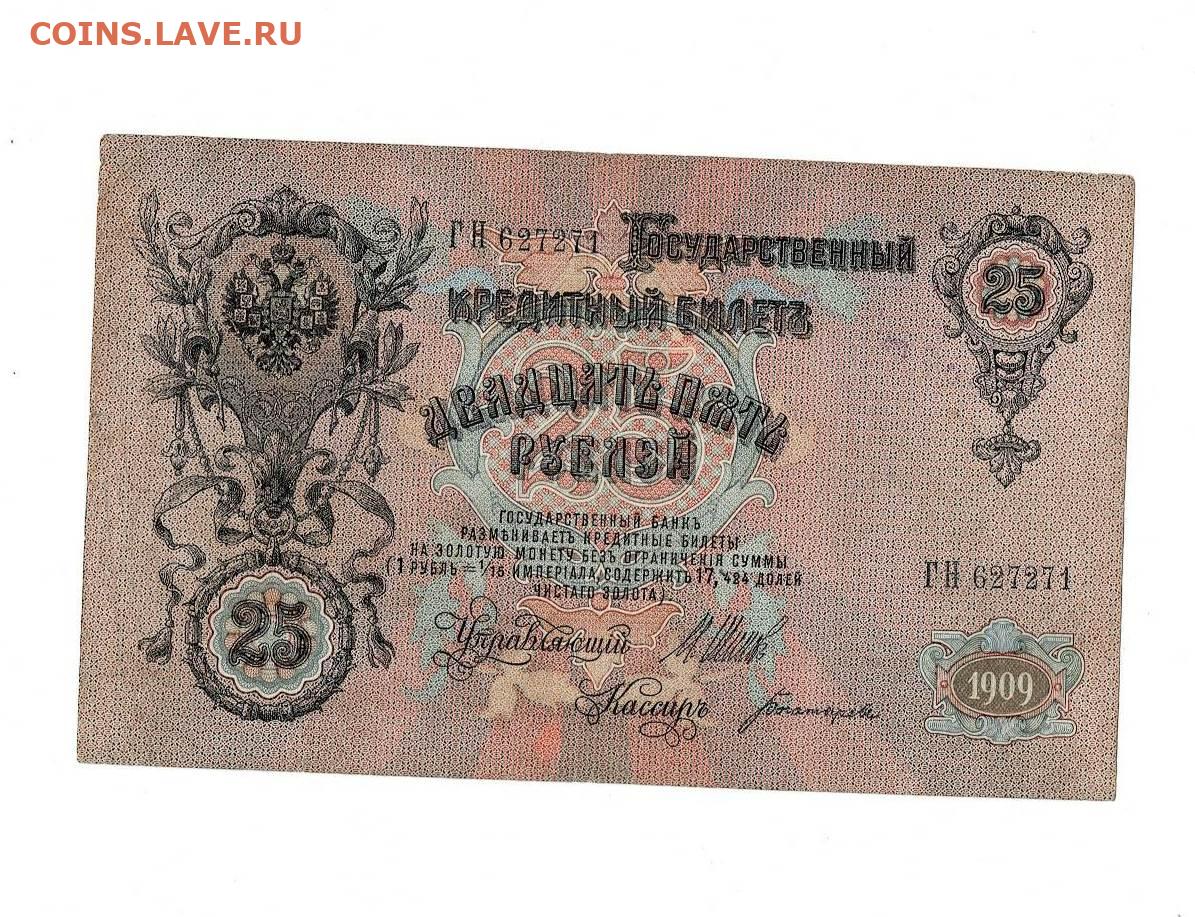 COINS.LAVE.RU
ГН 627271 ГОСУДАРСТВЕННЫЙ
КРЕДИТНЫЙ БИЛЕТЪ
25
25
ДВАДЦАТЬ ПЯТЬ
РУБЛЕЙ
ГОСУДАРСТВЕННЫЙ БАНКЪ
РАЗМѢНИВАЕТЪ КРЕДИТНЫЕ БИЛЕТЫ
НА ЗОЛОТУЮ МОНЕТУ БЕЗЪ ОГРАНИЧЕНІЯ СУММЫ
(1 РУБЛЬ = 1/15 ИМПЕРІАЛА, СОДЕРЖИТЪ 17,424 ДОЛЕЙ
ЧИСТАГО ЗОЛОТА)
ГН 627271
25
Управляющій
Кассиръ
1909